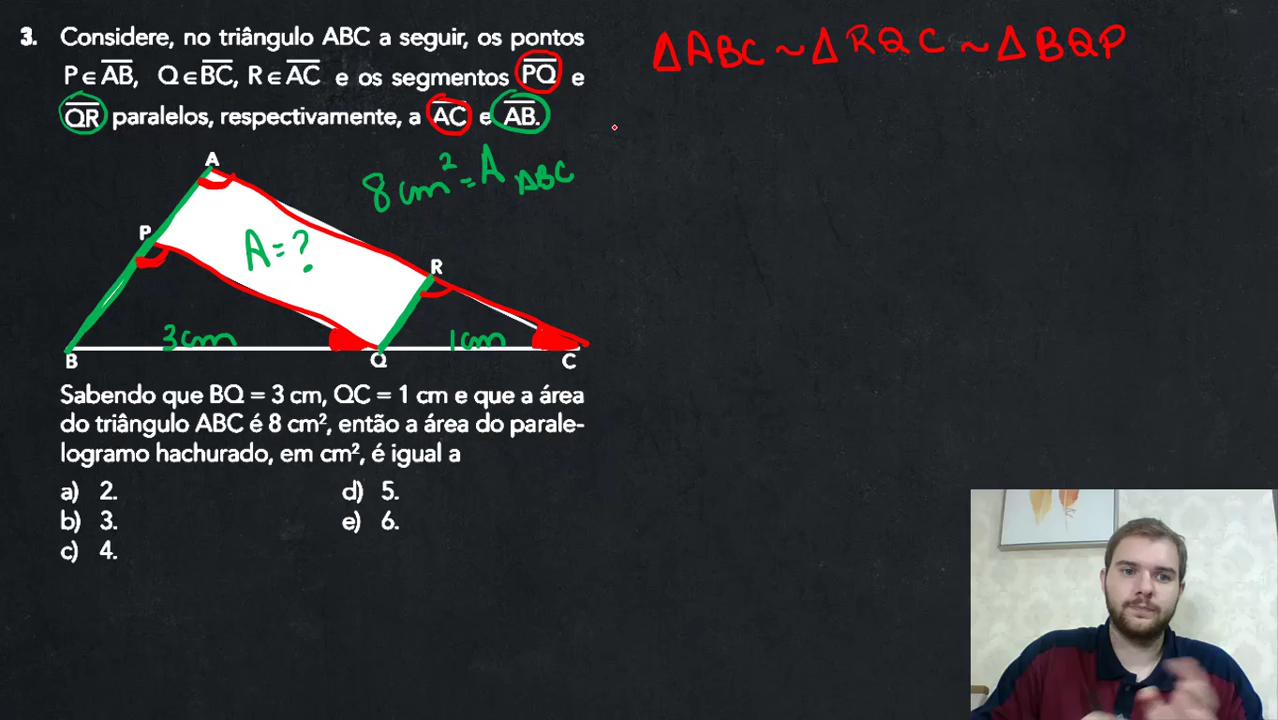 3. Considere, no triângulo ABC a seguir, os pontos
P ∈ AB, Q ∈ BC, R ∈ AC e os segmentos PQ e
QR paralelos, respectivamente, a AC e AB.
ΔABC ~ Δ RQC ~ Δ BQP
A
8 cm² = A ΔABC
P
A = ?
R
3cm
1cm
B
Q
C
Sabendo que BQ = 3 cm, QC = 1 cm e que a área
do triângulo ABC é 8 cm², então a área do parale-
logramo hachurado, em cm², é igual a
a) 2.
b) 3.
c) 4.
d) 5.
e) 6.